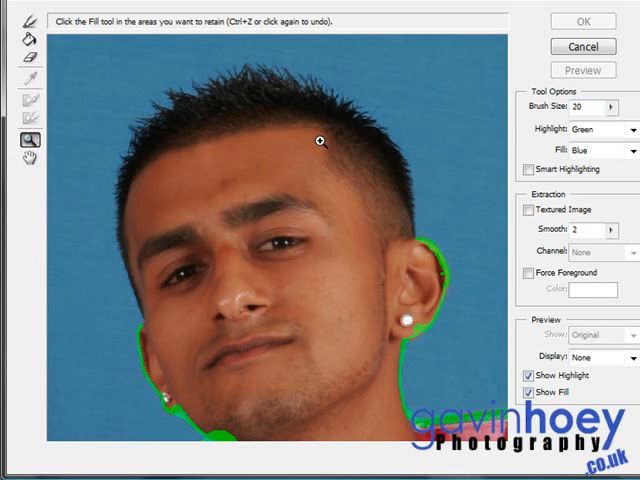 Click the Fill tool in the areas you want to retain (Ctrl+Z or click again to undo).
OK
Cancel
Preview
Tool Options
Brush Size: 20
Highlight: Green
Fill: Blue
Smart Highlighting
Extraction
Textured Image
Smooth: 2
Channel: None
Force Foreground
Color:
Preview
Show: Original
Display: None
Show Highlight
Show Fill
gavinhoey
Photography
.co.uk